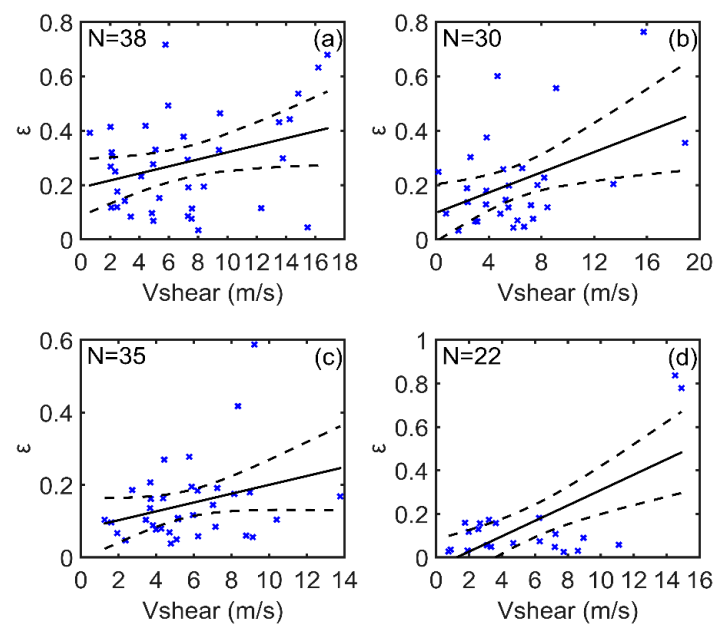 N=38 (a)
0.8
0.6
0.4
0.2
0
ε
0 2 4 6 8 10 12 14 16 18
Vshear (m/s)
N=30 (b)
0.8
0.6
0.4
0.2
0
0 4 8 12 16 20
Vshear (m/s)
N=35 (c)
0.6
0.4
0.2
0
ε
0 2 4 6 8 10 12 14
Vshear (m/s)
N=22 (d)
1
0.8
0.6
0.4
0.2
0
ε
0 2 4 6 8 10 12 14 16
Vshear (m/s)